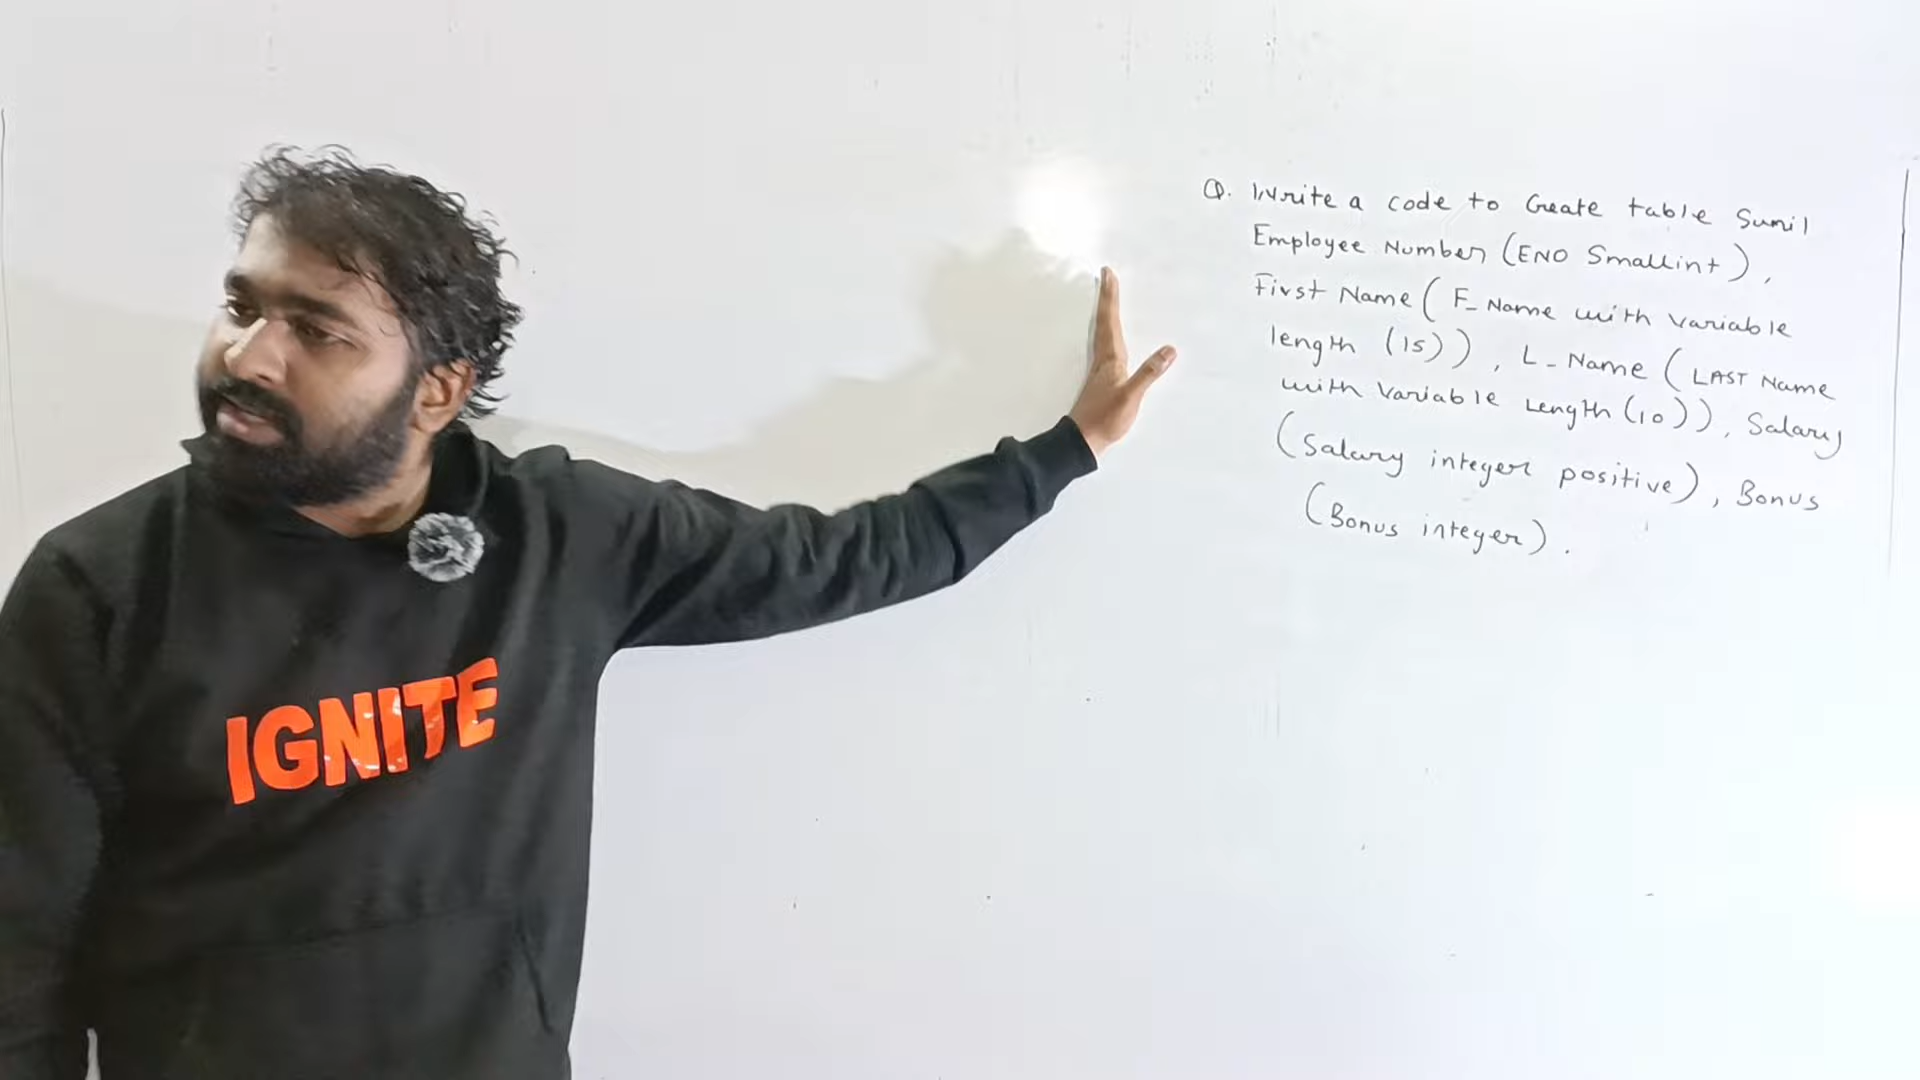 IGNITE
Q. Write a code to Create table Sunil
Employee Number (ENO Smallint),
First Name (F_Name with variable
length (15)), L-Name (LAST Name
with Variable Length (10)), Salary
(Salary integer positive), Bonus
(Bonus integer).